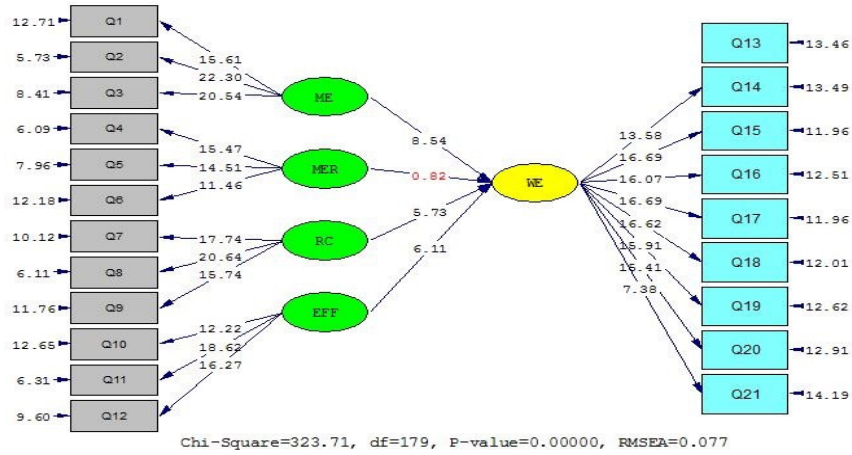 12.71 Q1
5.73 Q2
8.41 Q3
6.09 Q4
7.96 Q5
12.18 Q6
10.12 Q7
6.11 Q8
11.76 Q9
12.65 Q10
6.31 Q11
9.60 Q12
15.61
22.30
20.54
15.47
14.51
11.46
17.74
20.64
15.74
12.22
18.62
16.27
ME
MER
RC
EFF
8.54
0.82
5.73
6.11
WE
13.58
16.69
16.07
16.69
16.62
15.91
15.41
7.38
Q13 13.46
Q14 13.49
Q15 11.96
Q16 12.51
Q17 11.96
Q18 12.01
Q19 12.62
Q20 12.91
Q21 14.19
Chi-Square=323.71, df=179, P-value=0.00000, RMSEA=0.077